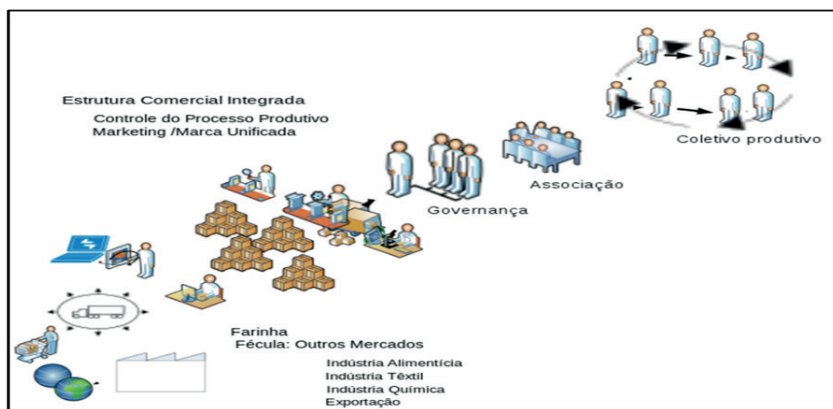 Coletivo produtivo
Estrutura Comercial Integrada
Controle do Processo Produtivo
Marketing /Marca Unificada
Associação
Governança
Farinha
Fécula: Outros Mercados
Indústria Alimentícia
Indústria Têxtil
Indústria Química
Exportação